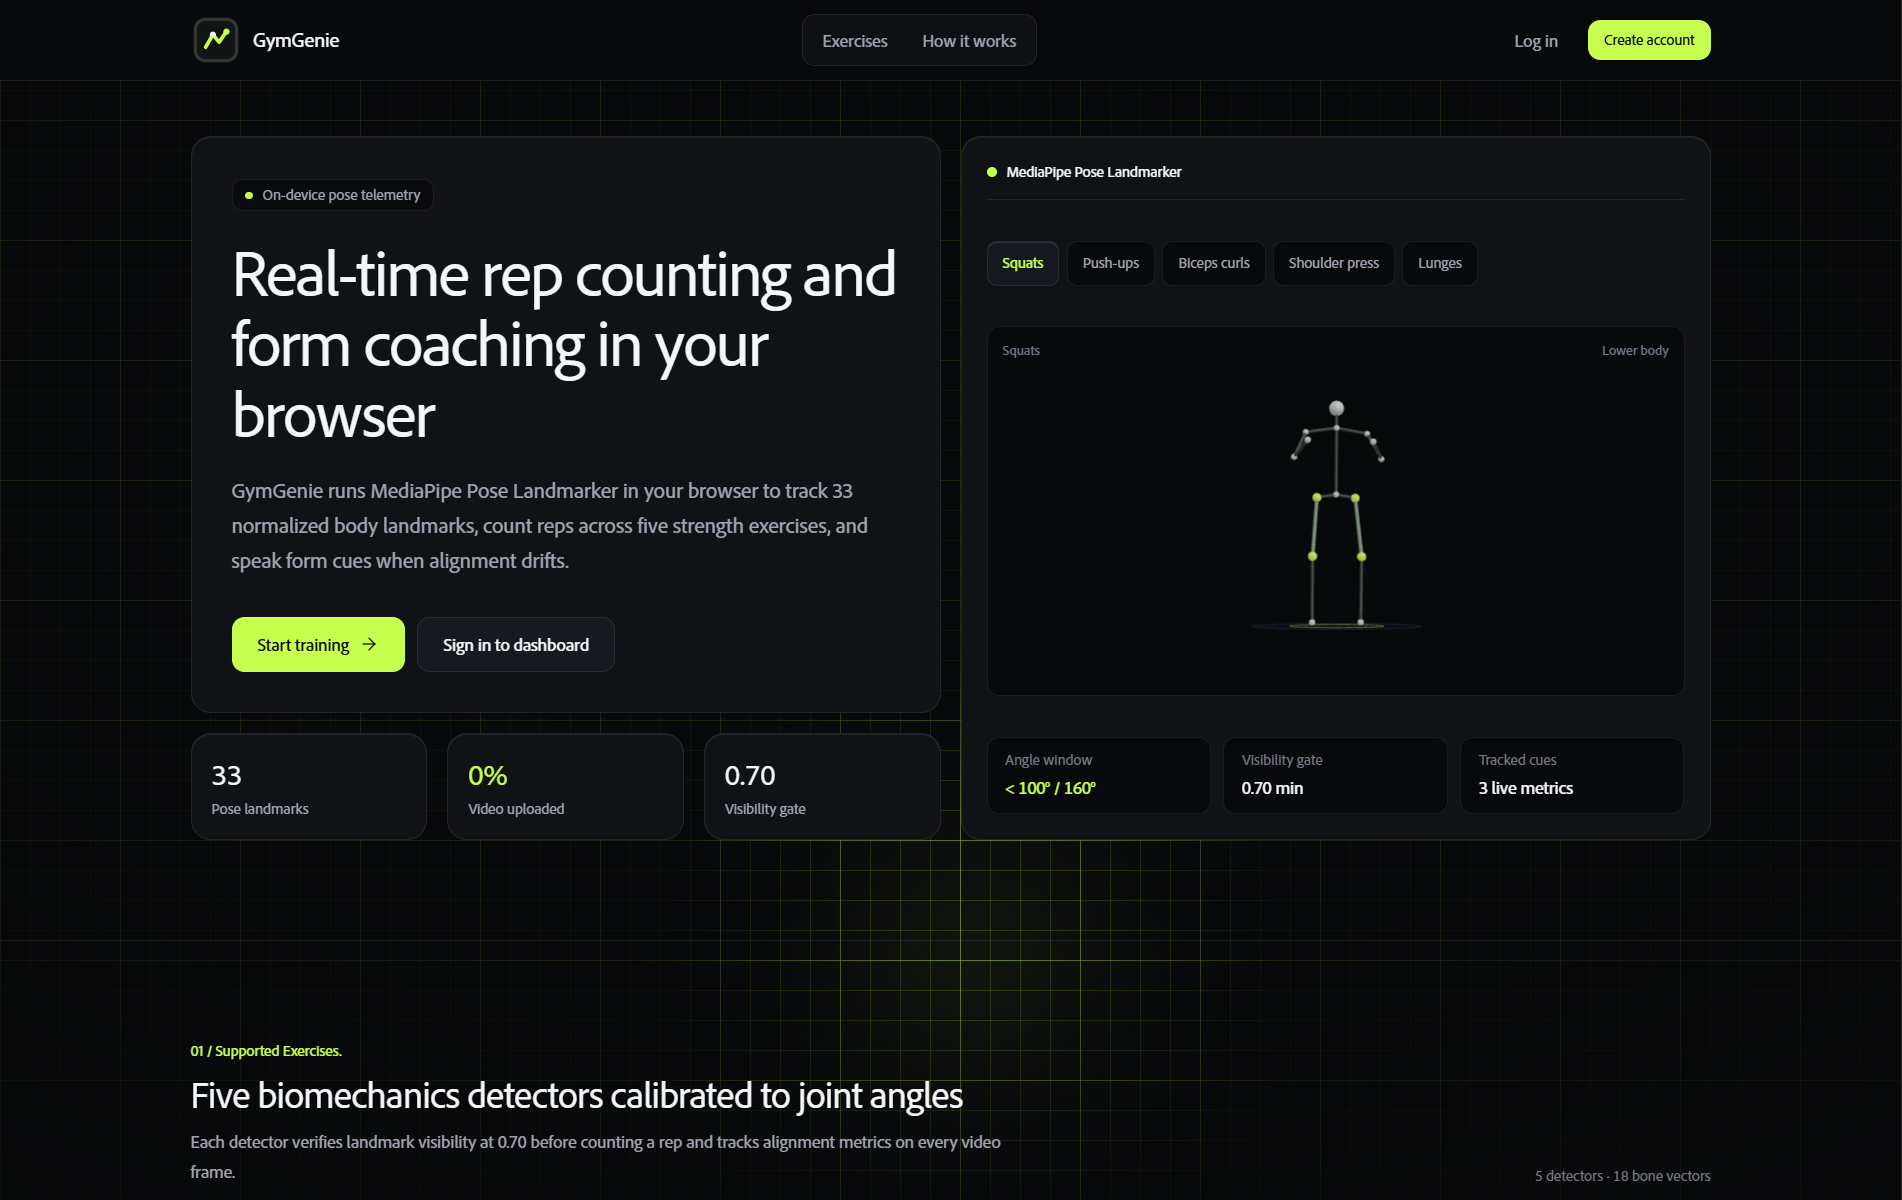 GymGenie
Exercises
How it works
Log in
Create account
On-device pose telemetry
Real-time rep counting and
form coaching in your
browser
GymGenie runs MediaPipe Pose Landmarker in your browser to track 33
normalized body landmarks, count reps across five strength exercises, and
speak form cues when alignment drifts.
Start training →
Sign in to dashboard
33
Pose landmarks
0%
Video uploaded
0.70
Visibility gate
MediaPipe Pose Landmarker
Squats
Push-ups
Biceps curls
Shoulder press
Lunges
Squats
Lower body
Angle window
< 100° / 160°
Visibility gate
0.70 min
Tracked cues
3 live metrics
01 / Supported Exercises.
Five biomechanics detectors calibrated to joint angles
Each detector verifies landmark visibility at 0.70 before counting a rep and tracks alignment metrics on every video
frame.
5 detectors · 18 bone vectors